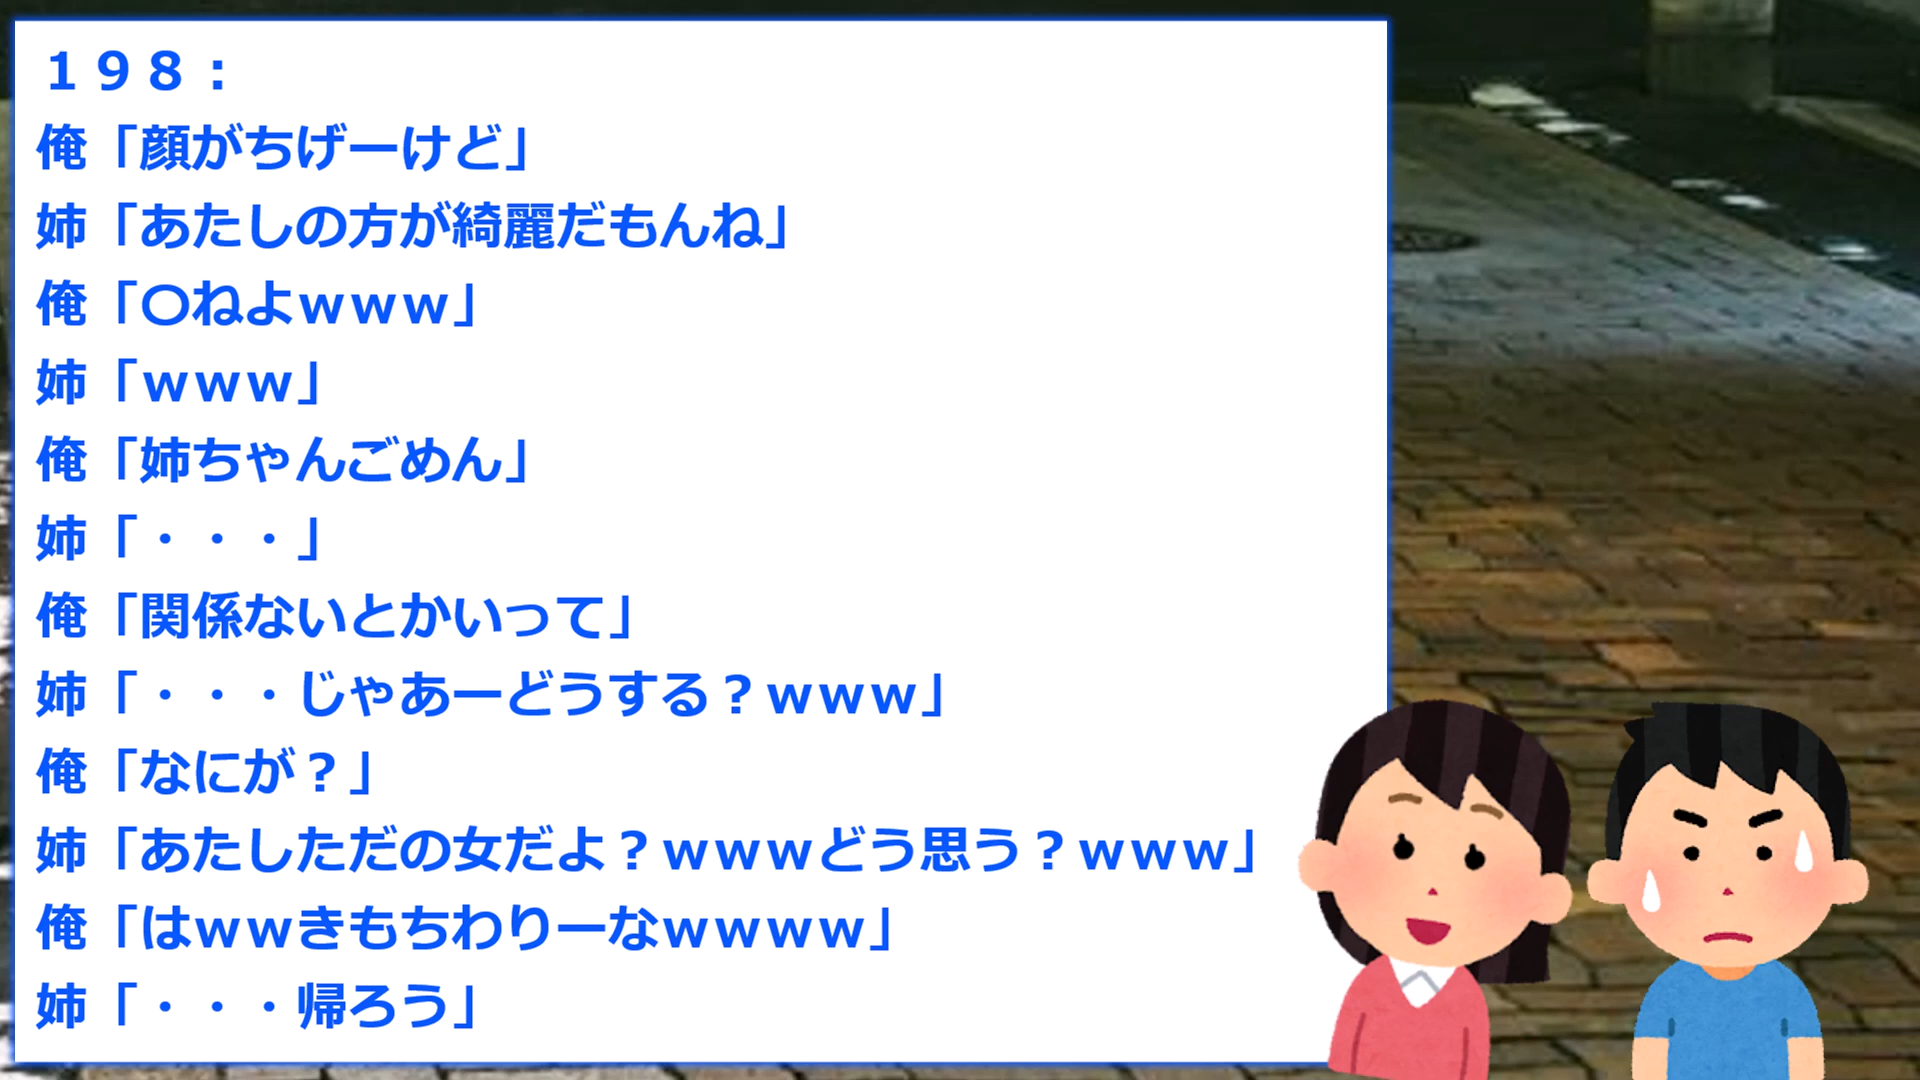 １９８：
俺「顔がちげーけど」
姉「あたしの方が綺麗だもんね」
俺「〇ねよｗｗｗ」
姉「ｗｗｗ」
俺「姉ちゃんごめん」
姉「・・・」
俺「関係ないとかいって」
姉「・・・じゃあーどうする？ｗｗｗ」
俺「なにが？」
姉「あたしただの女だよ？ｗｗｗどう思う？ｗｗｗ」
俺「はｗｗきもちわりーなｗｗｗｗ」
姉「・・・帰ろう」